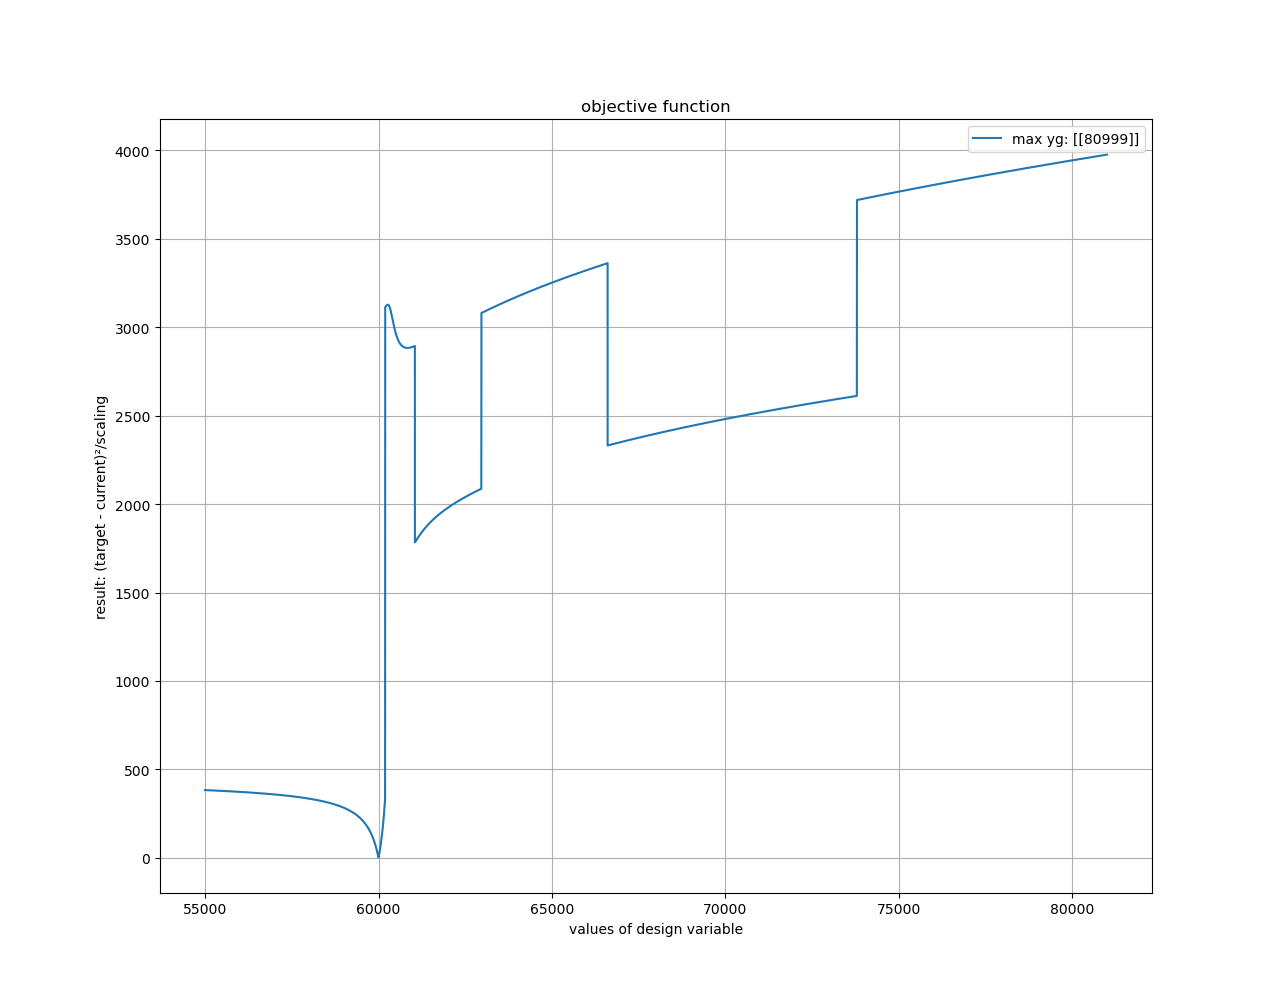 objective function
max yg: [[80999]]
4000
3500
3000
2500
2000
1500
1000
500
0
result: (target - current)²/scaling
55000 60000 65000 70000 75000 80000
values of design variable